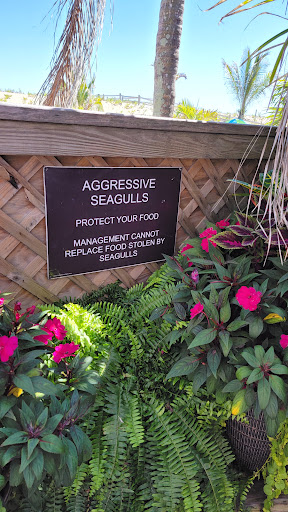 AGGRESSIVE
SEAGULLS
PROTECT YOUR FOOD
MANAGEMENT CANNOT
REPLACE FOOD STOLEN BY
SEAGULLS